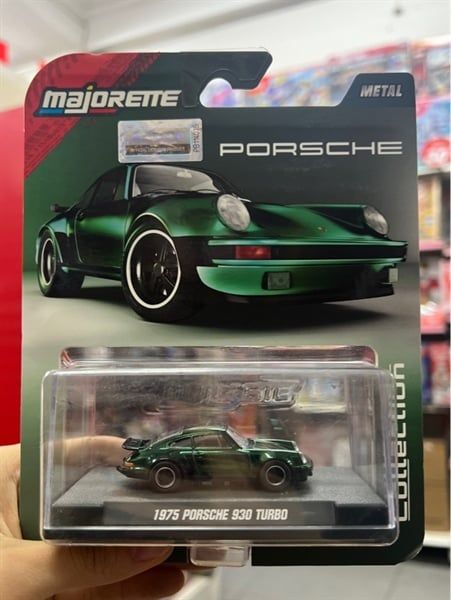 majorette
METAL
PORSCHE
Collection
1975 PORSCHE 930 TURBO